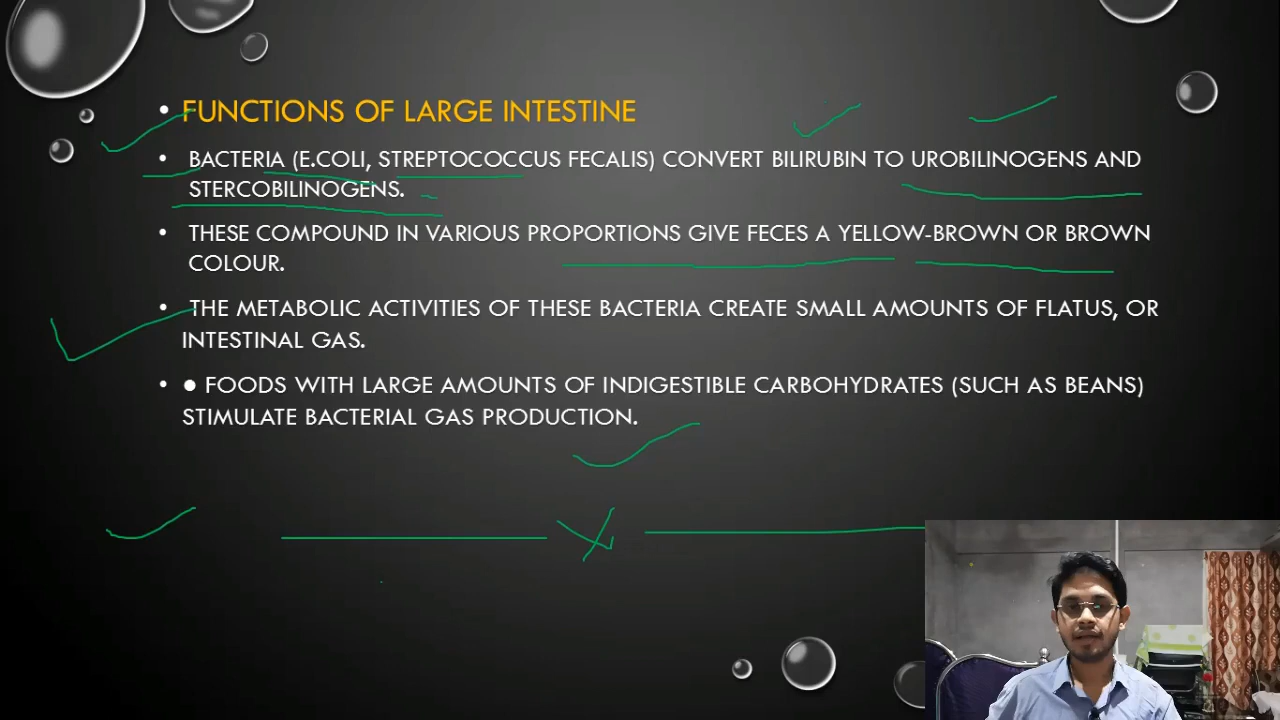 • FUNCTIONS OF LARGE INTESTINE
• BACTERIA (E.COLI, STREPTOCOCCUS FECALIS) CONVERT BILIRUBIN TO UROBILINOGENS AND
STERCOBILINOGENS.
• THESE COMPOUND IN VARIOUS PROPORTIONS GIVE FECES A YELLOW-BROWN OR BROWN
COLOUR.
• THE METABOLIC ACTIVITIES OF THESE BACTERIA CREATE SMALL AMOUNTS OF FLATUS, OR
INTESTINAL GAS.
• ● FOODS WITH LARGE AMOUNTS OF INDIGESTIBLE CARBOHYDRATES (SUCH AS BEANS)
STIMULATE BACTERIAL GAS PRODUCTION.